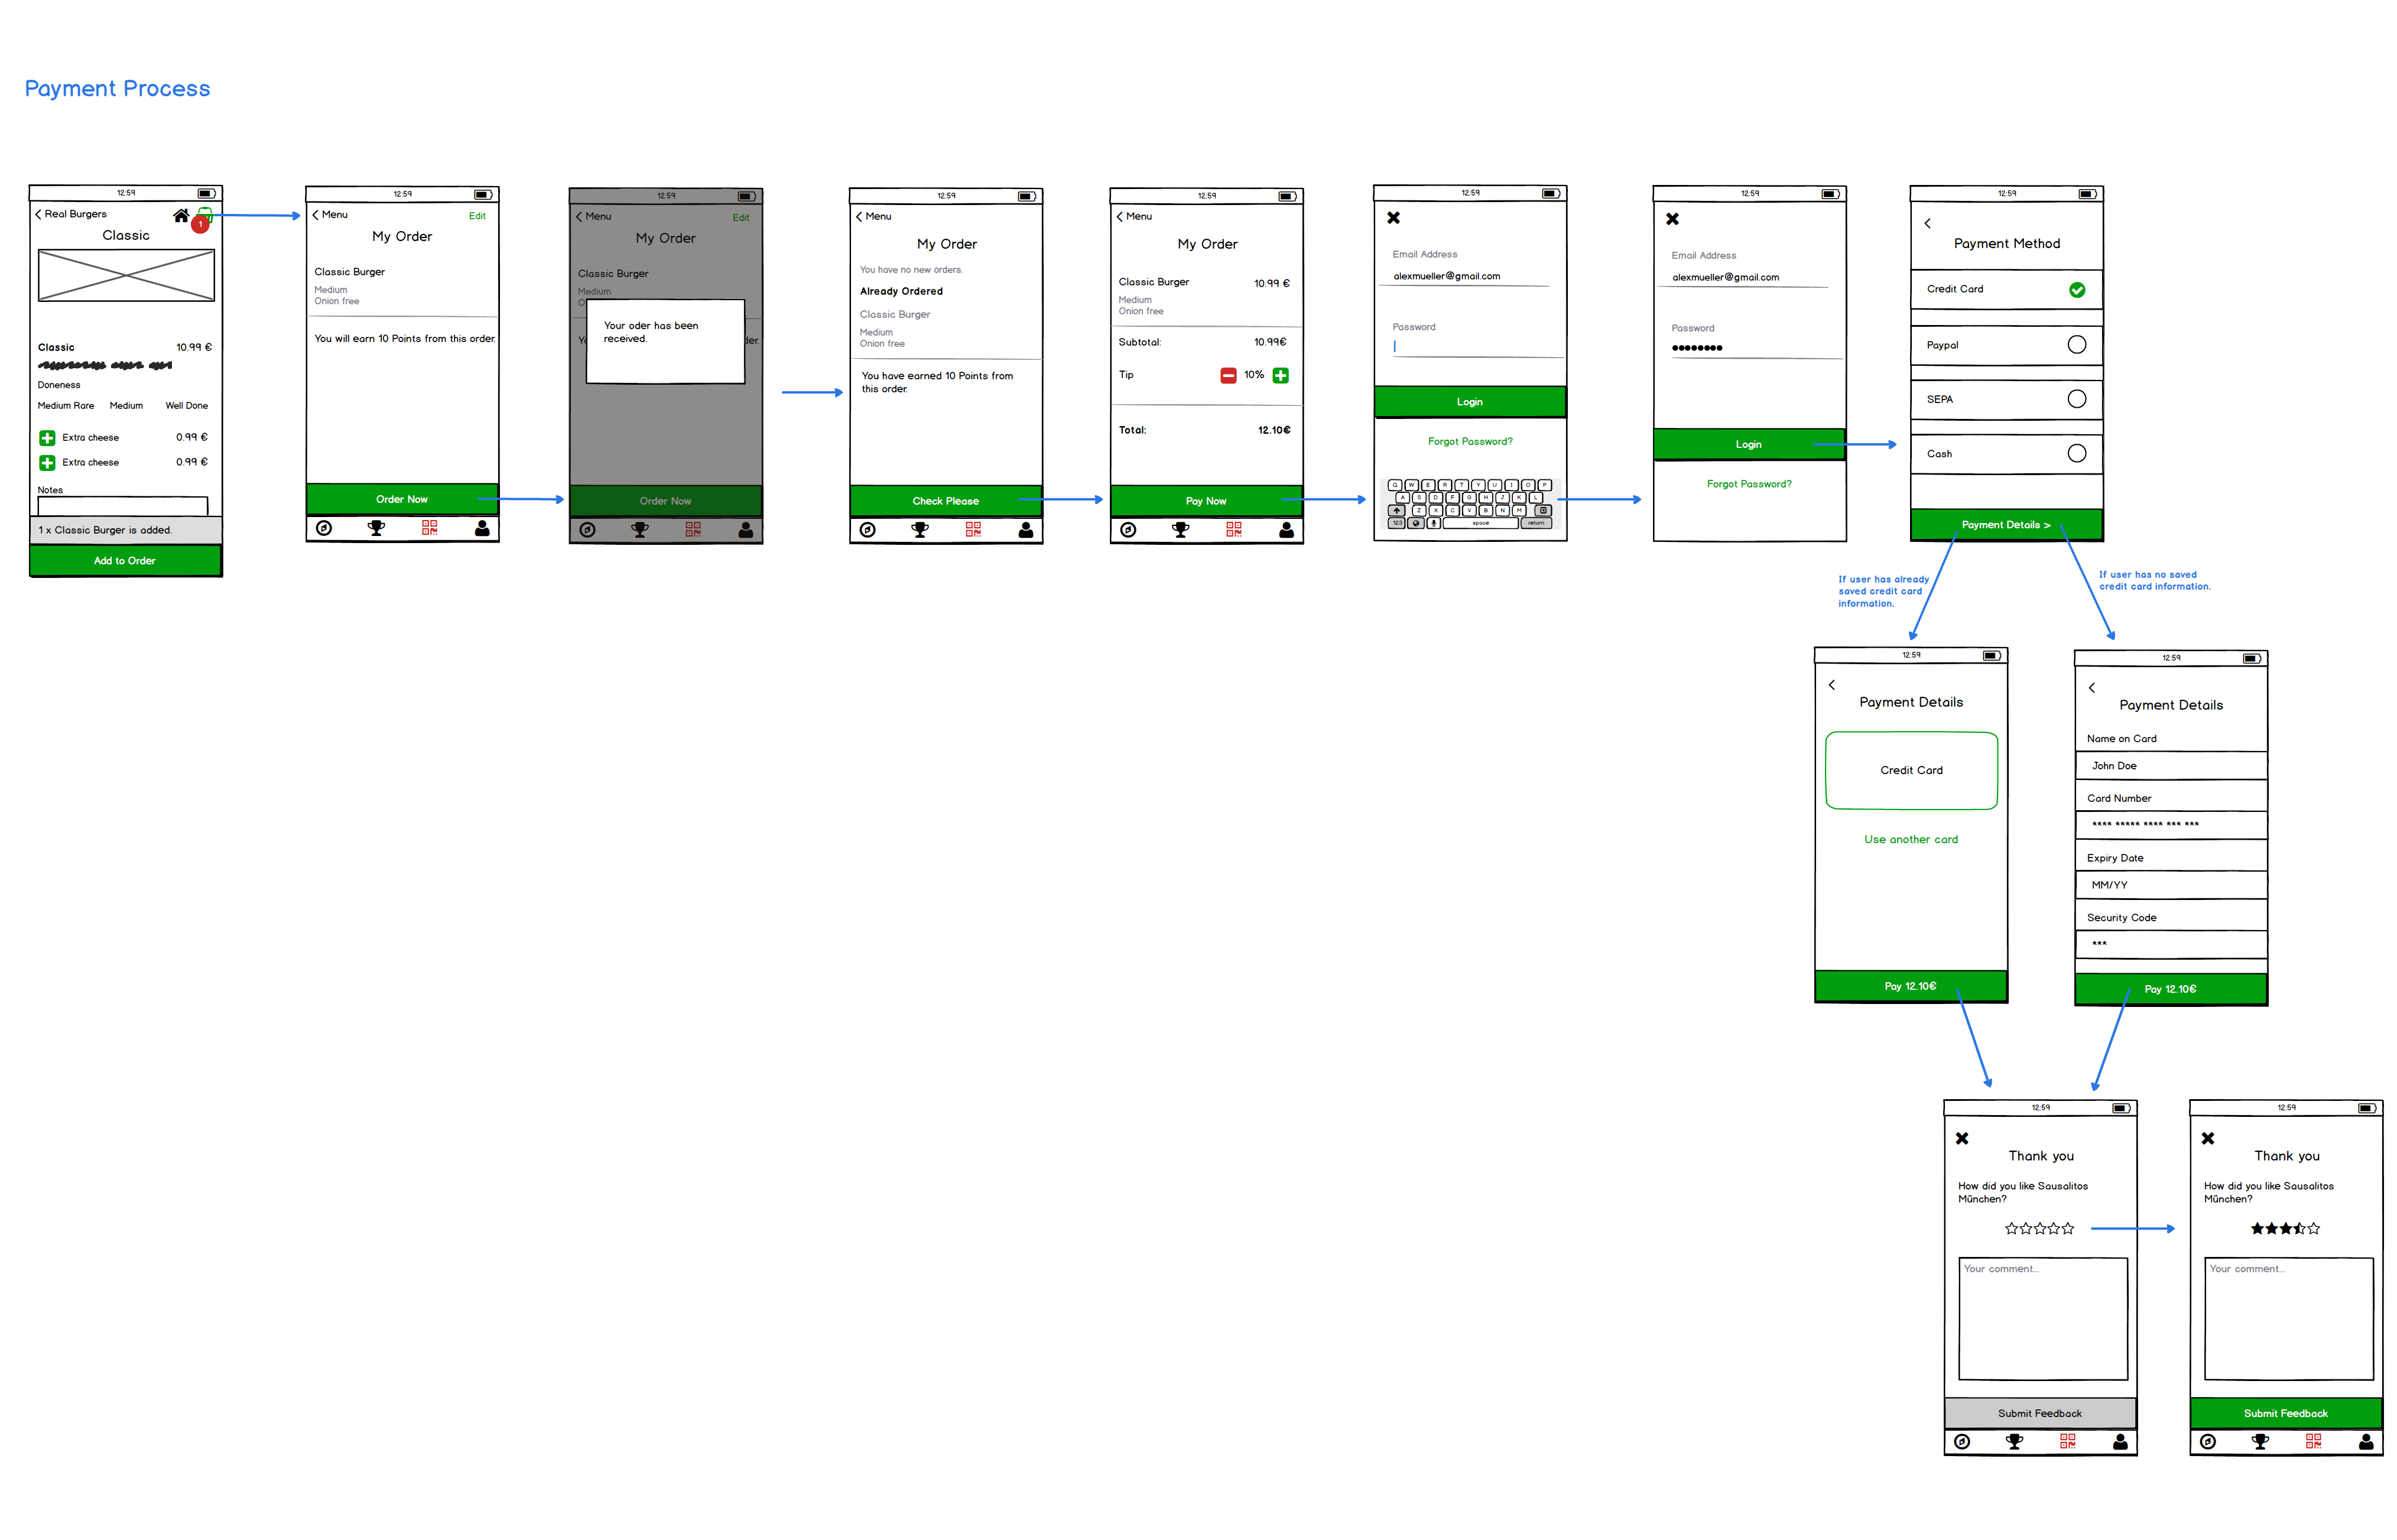 Payment Process
12:59
Real Burgers
1
Classic
Classic 10.99 €
Doneness
Medium Rare Medium Well Done
Extra cheese 0.99 €
Extra cheese 0.99 €
Notes
1 x Classic Burger is added.
Add to Order
12:59
Menu Edit
My Order
Classic Burger
Medium
Onion free
You will earn 10 Points from this order.
Order Now
12:59
Menu Edit
My Order
Classic Burger
Medium
Your oder has been
received.
der.
Order Now
12:59
Menu
My Order
You have no new orders.
Already Ordered
Classic Burger
Medium
Onion free
You have earned 10 Points from
this order.
Check Please
12:59
Menu
My Order
Classic Burger 10.99 €
Medium
Onion free
Subtotal: 10.99€
Tip 10%
Total: 12.10€
Pay Now
12:59
Email Address
alexmueller@gmail.com
Password
Login
Forgot Password?
Q W E R T Y U I O P
A S D F G H J K L
Z X C V B N M
123 space return
12:59
Email Address
alexmueller@gmail.com
Password
Login
Forgot Password?
12:59
Payment Method
Credit Card
Paypal
SEPA
Cash
Payment Details >
If user has already
saved credit card
information.
If user has no saved
credit card information.
12:59
Payment Details
Credit Card
Use another card
Pay 12.10€
12:59
Payment Details
Name on Card
John Doe
Card Number
**** ***** **** *** ***
Expiry Date
MM/YY
Security Code
***
Pay 12.10€
12:59
Thank you
How did you like Sausalitos
München?
Your comment...
Submit Feedback
12:59
Thank you
How did you like Sausalitos
München?
Your comment...
Submit Feedback